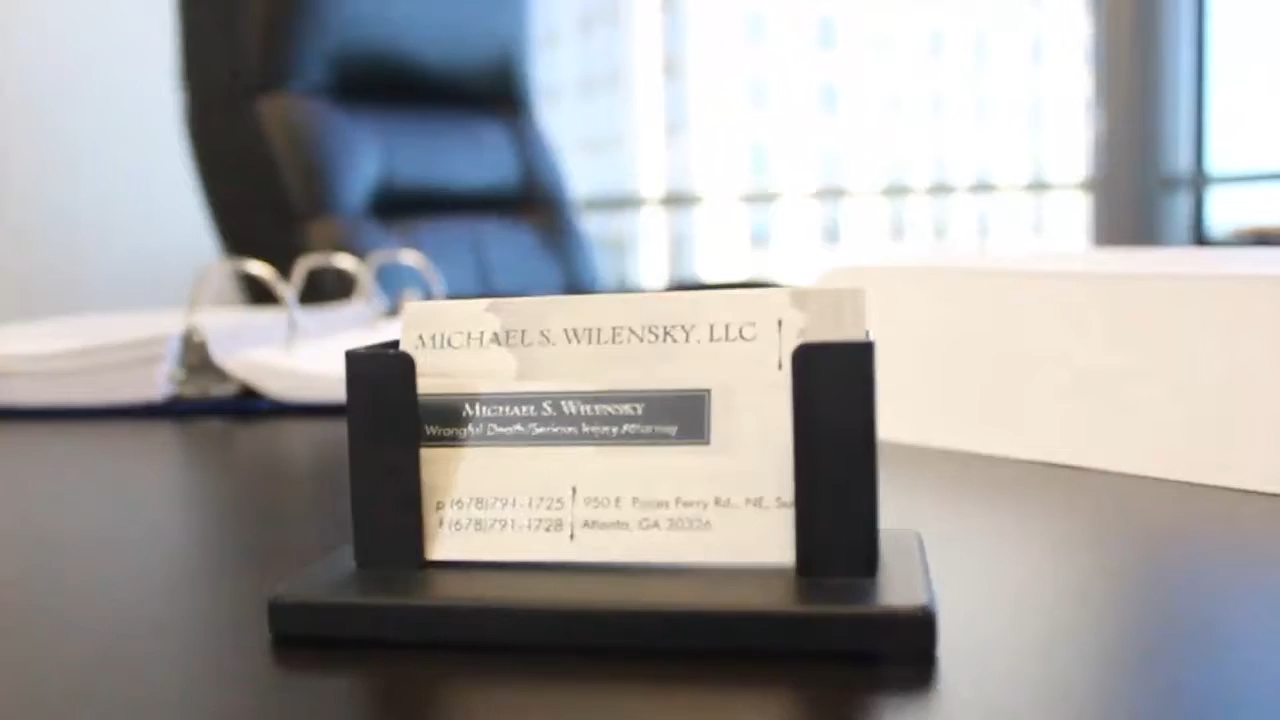 MICHAEL S. WILENSKY, LLC
MICHAEL S. WILENSKY
Wrongful Death/Serious Injury Attorney
p (678)791-1725
f (678)791-1728
950 E. Paces Ferry Rd., NE, Su
Atlanta, GA 30326